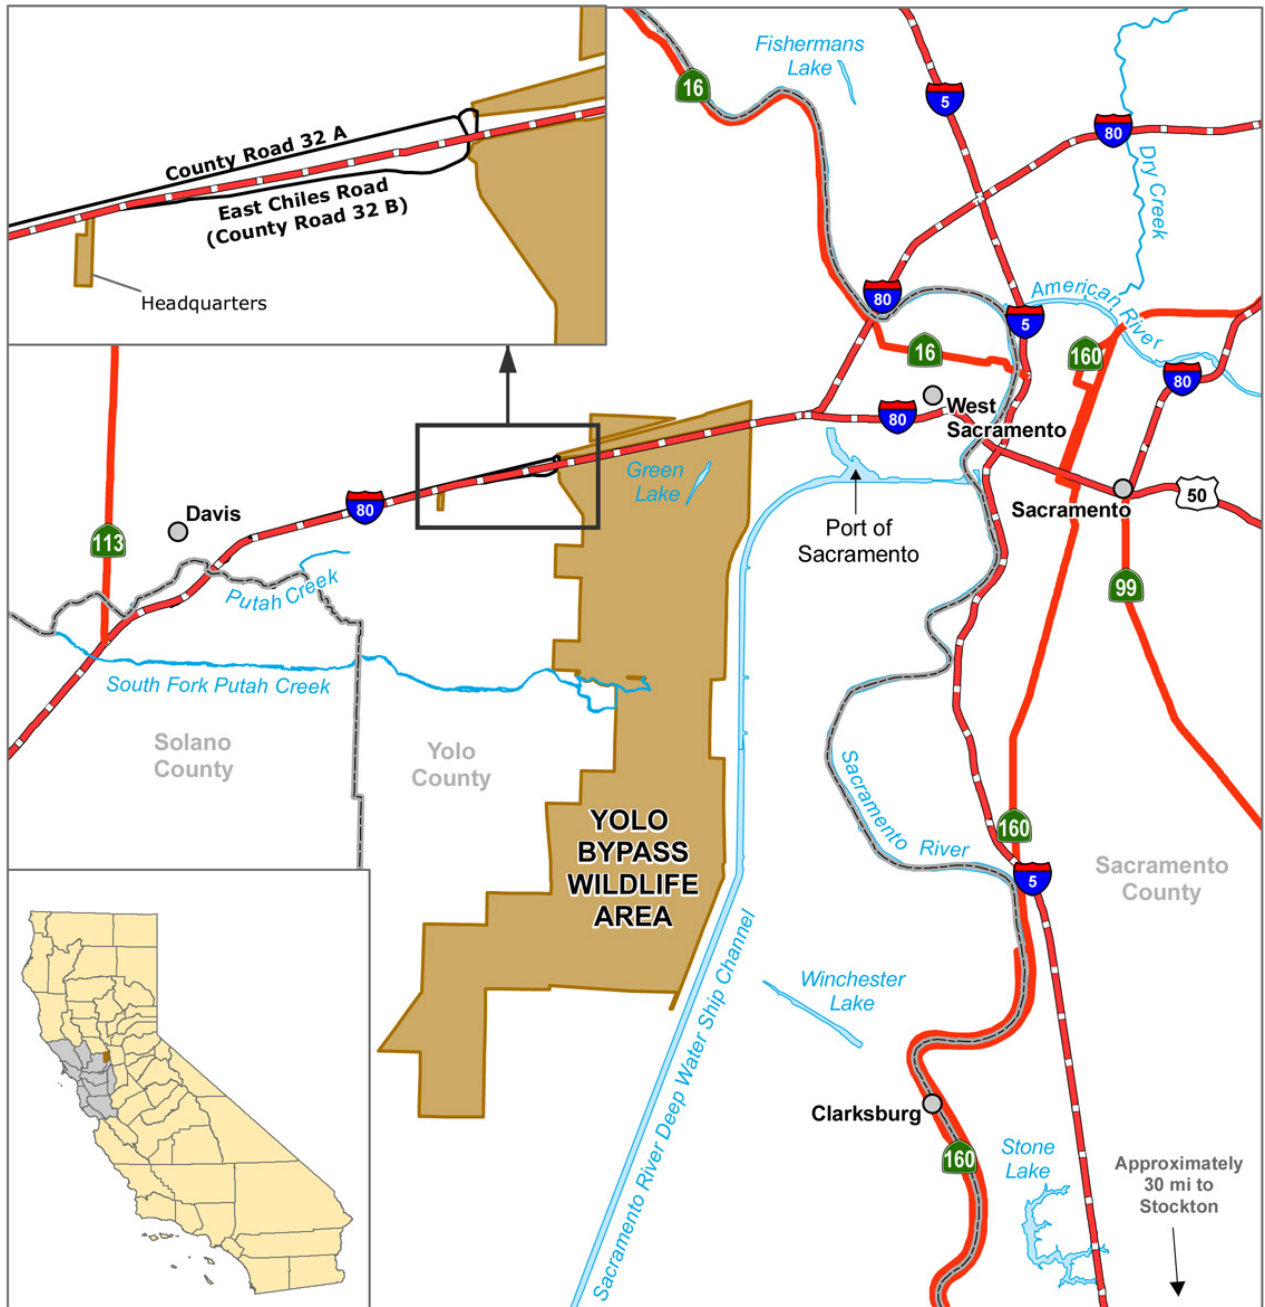 County Road 32 A
East Chiles Road
(County Road 32 B)
Headquarters
Fishermans
Lake
16
5
80
Dry Creek
80
American River
5
16
160
80
80
West
Sacramento
Green
Lake
Port of
Sacramento
Sacramento
50
80
Davis
113
Putah Creek
99
South Fork Putah Creek
Solano
County
Yolo
County
Sacramento River
160
5
Sacramento
County
YOLO
BYPASS
WILDLIFE
AREA
Sacramento River Deep Water Ship Channel
Winchester
Lake
Clarksburg
160
Stone
Lake
Approximately
30 mi to
Stockton